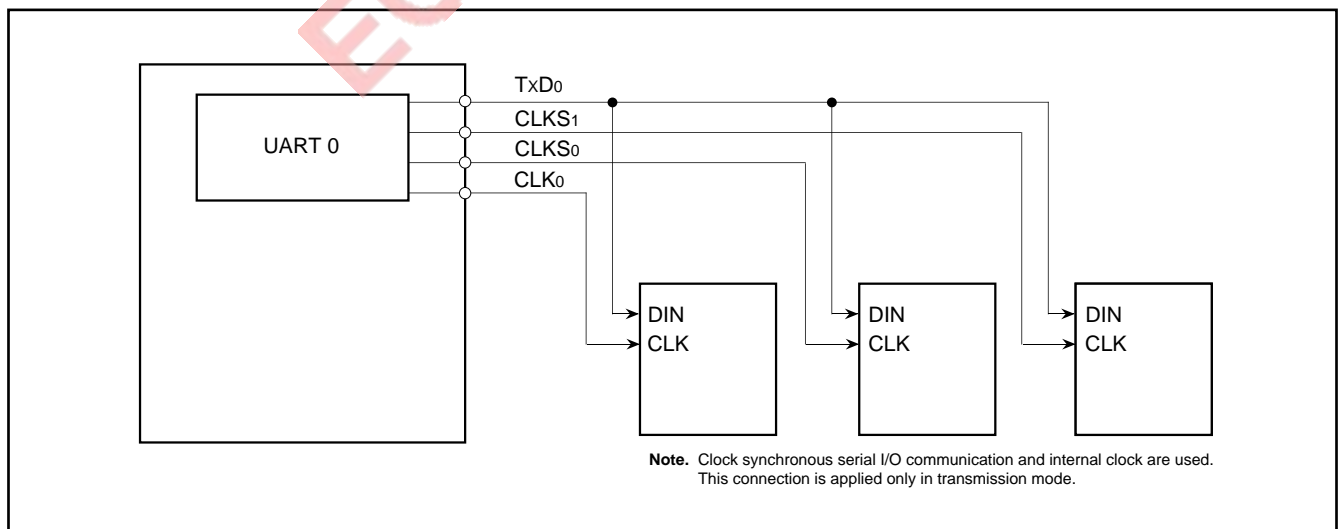 TxD0
CLKS1
UART 0
CLKS0
CLK0
DIN
CLK
DIN
CLK
DIN
CLK
Note. Clock synchronous serial I/O communication and internal clock are used.
This connection is applied only in transmission mode.